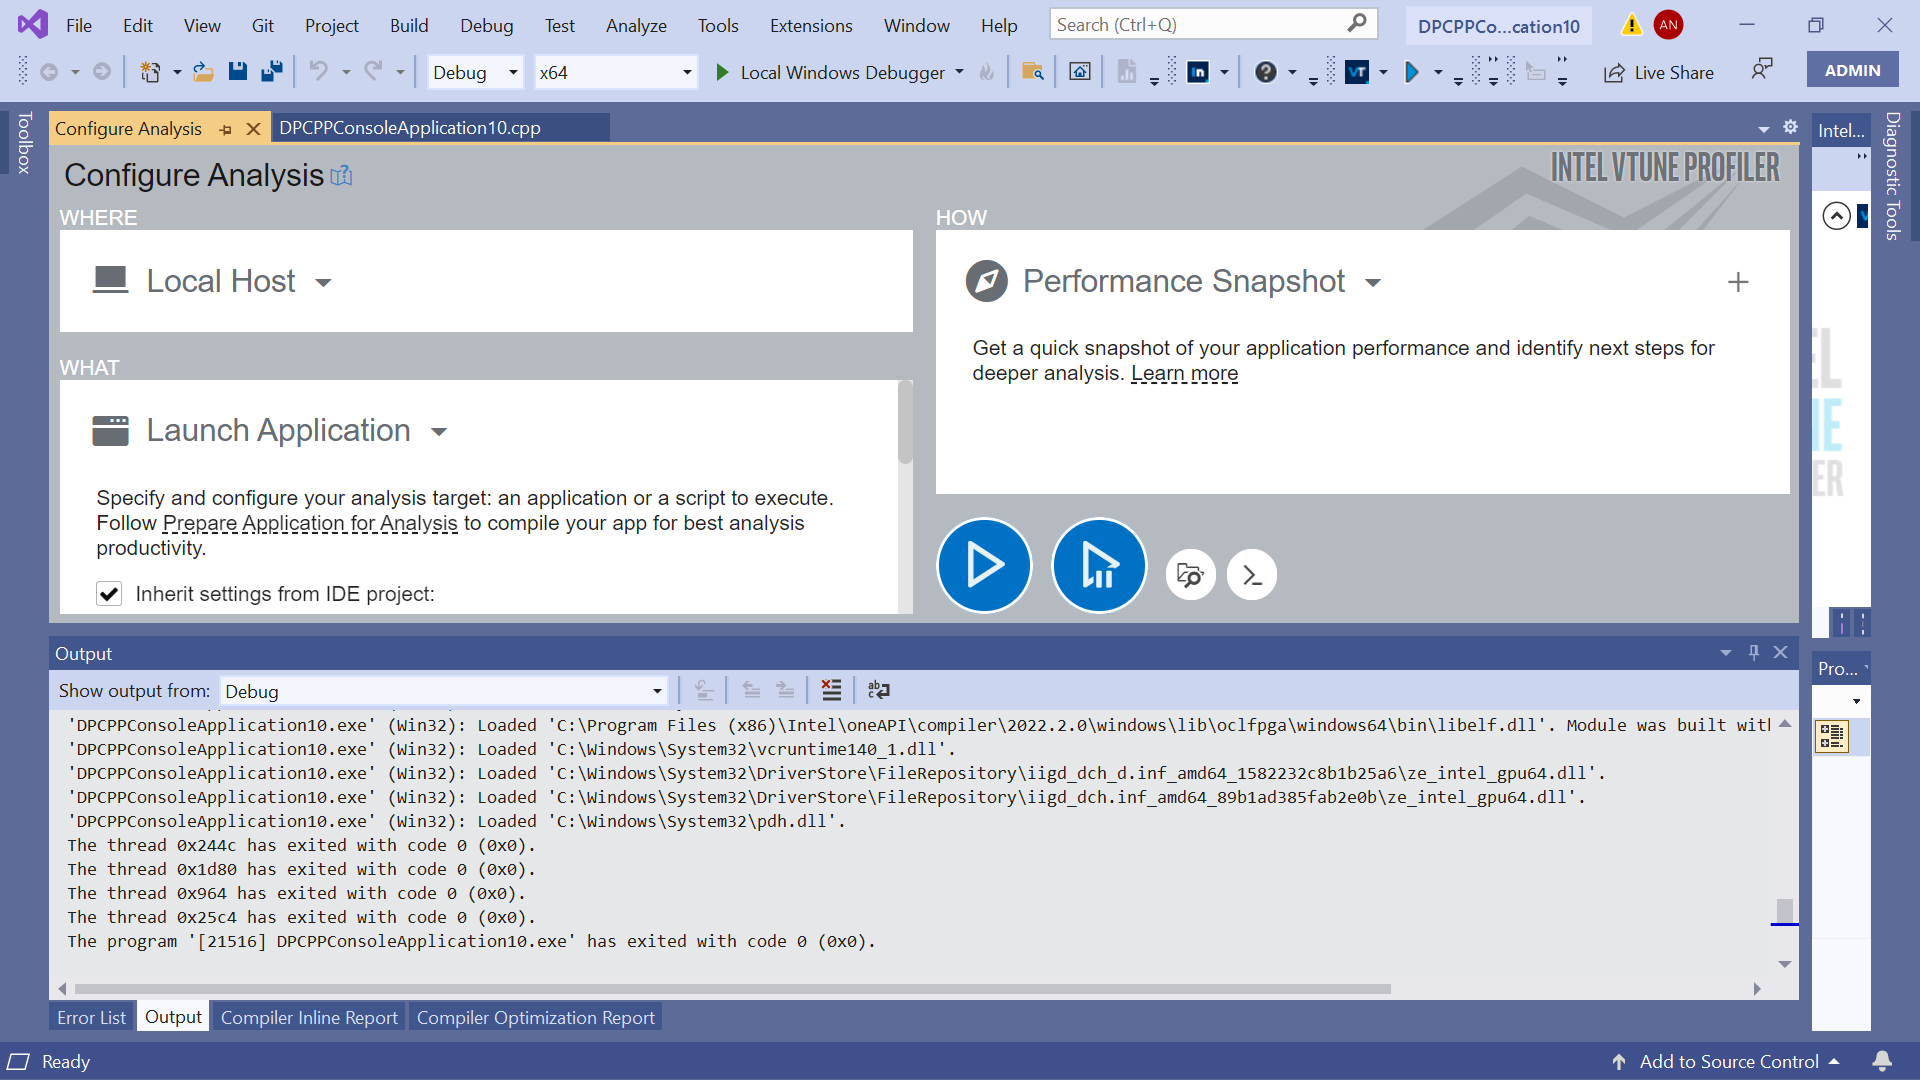 File Edit View Git Project Build Debug Test Analyze Tools Extensions Window Help Search (Ctrl+Q) DPCPPCo...cation10 AN
Debug x64 Local Windows Debugger In VT Live Share ADMIN
Toolbox
Configure Analysis DPCPPConsoleApplication10.cpp
Intel...
Diagnostic Tools
Configure Analysis
INTEL VTUNE PROFILER
WHERE
Local Host
WHAT
Launch Application
Specify and configure your analysis target: an application or a script to execute.
Follow Prepare Application for Analysis to compile your app for best analysis
productivity.
Inherit settings from IDE project:
HOW
Performance Snapshot
Get a quick snapshot of your application performance and identify next steps for
deeper analysis. Learn more
Output
Show output from: Debug
'DPCPPConsoleApplication10.exe' (Win32): Loaded 'C:\Program Files (x86)\Intel\oneAPI\compiler\2022.2.0\windows\lib\oclfpga\windows64\bin\libelf.dll'. Module was built with
'DPCPPConsoleApplication10.exe' (Win32): Loaded 'C:\Windows\System32\vcruntime140_1.dll'.
'DPCPPConsoleApplication10.exe' (Win32): Loaded 'C:\Windows\System32\DriverStore\FileRepository\iigd_dch_d.inf_amd64_1582232c8b1b25a6\ze_intel_gpu64.dll'.
'DPCPPConsoleApplication10.exe' (Win32): Loaded 'C:\Windows\System32\DriverStore\FileRepository\iigd_dch.inf_amd64_89b1ad385fab2e0b\ze_intel_gpu64.dll'.
'DPCPPConsoleApplication10.exe' (Win32): Loaded 'C:\Windows\System32\pdh.dll'.
The thread 0x244c has exited with code 0 (0x0).
The thread 0x1d80 has exited with code 0 (0x0).
The thread 0x964 has exited with code 0 (0x0).
The thread 0x25c4 has exited with code 0 (0x0).
The program '[21516] DPCPPConsoleApplication10.exe' has exited with code 0 (0x0).
Pro...
Error List Output Compiler Inline Report Compiler Optimization Report
Ready Add to Source Control